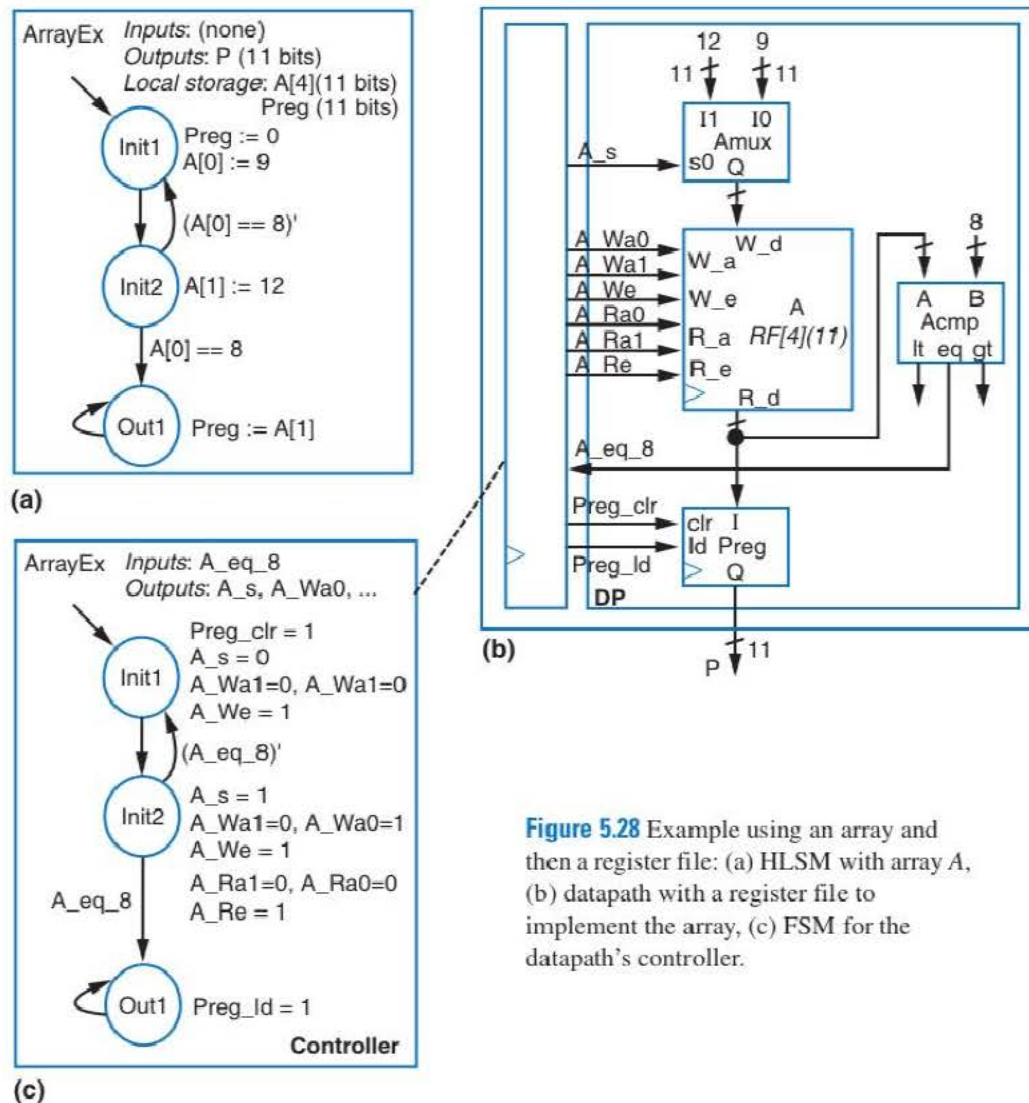 ArrayEx Inputs: (none)
Outputs: P (11 bits)
Local storage: A[4](11 bits)
Preg (11 bits)
Init1
Preg := 0
A[0] := 9
(A[0] == 8)'
Init2
A[1] := 12
A[0] == 8
Out1
Preg := A[1]
(a)
12 9
11 11
I1 I0
Amux
s0 Q
A_s
A_Wa0
A_Wa1
A_We
A_Ra0
A_Ra1
A_Re
W_d
W_a
W_e
R_a
R_e
A
RF[4](11)
R_d
8
A B
Acmp
lt eq gt
A_eq_8
Preg_clr
Preg_ld
clr I
ld Preg
Q
DP
(b)
11
P
ArrayEx Inputs: A_eq_8
Outputs: A_s, A_Wa0, ...
Init1
Preg_clr = 1
A_s = 0
A_Wa1=0, A_Wa1=0
A_We = 1
(A_eq_8)'
Init2
A_s = 1
A_Wa1=0, A_Wa0=1
A_We = 1
A_Ra1=0, A_Ra0=0
A_Re = 1
A_eq_8
Out1
Preg_ld = 1
Controller
(c)
Figure 5.28 Example using an array and
then a register file: (a) HLSM with array A,
(b) datapath with a register file to
implement the array, (c) FSM for the
datapath's controller.